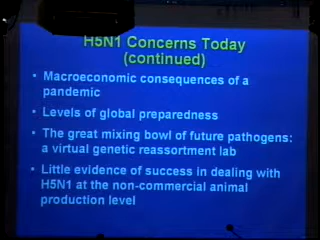 H5N1 Concerns Today
(continued)
• Macroeconomic consequences of a
pandemic
• Levels of global preparedness
• The great mixing bowl of future pathogens:
a virtual genetic reassortment lab
• Little evidence of success in dealing with
H5N1 at the non-commercial animal
production level